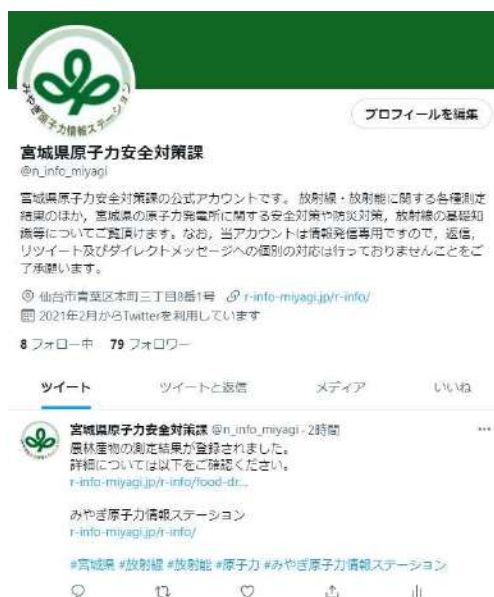 みやぎ原子力情報ステーション
プロフィールを編集
宮城県原子力安全対策課
@n_info_miyagi
宮城県原子力安全対策課の公式アカウントです。 放射線・放射能に関する各種測定
結果のほか，宮城県の原子力発電所に関する安全対策や防災対策，放射線の基礎知
識等についてご覧頂けます。なお，当アカウントは情報発信専用ですので，返信，
リツイート及びダイレクトメッセージへの個別の対応は行っておりませんことをご
了承願います。
仙台市青葉区本町三丁目8番1号 r-info-miyagi.jp/r-info/
2021年2月からTwitterを利用しています
8 フォロー中 79 フォロワー
ツイート ツイートと返信 メディア いいね
宮城県原子力安全対策課 @n_info_miyagi · 2時間
農林産物の測定結果が登録されました。
詳細については以下をご確認ください。
r-info-miyagi.jp/r-info/food-dr...
みやぎ原子力情報ステーション
r-info-miyagi.jp/r-info/
#宮城県 #放射線 #放射能 #原子力 #みやぎ原子力情報ステーション